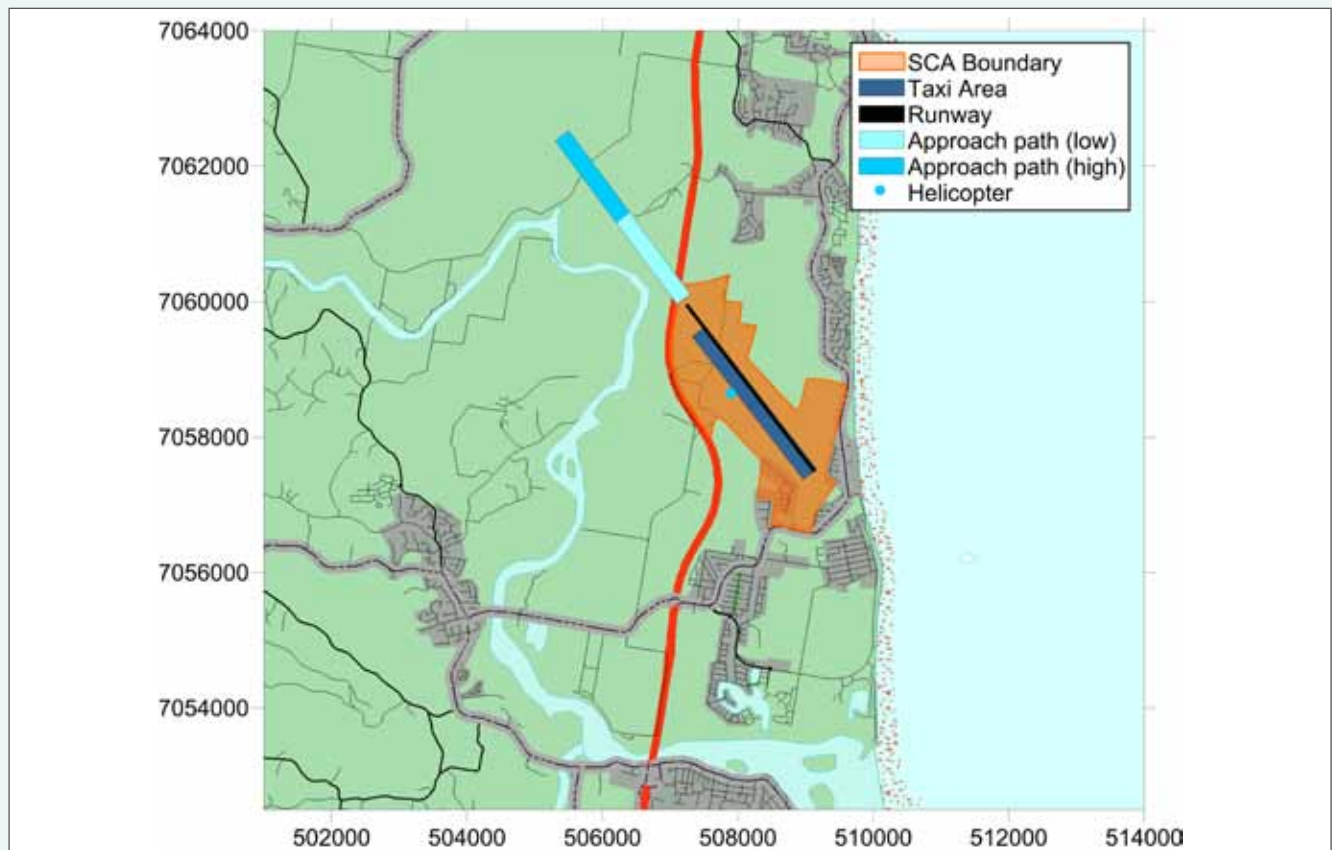 7064000
SCA Boundary
Taxi Area
Runway
Approach path (low)
7062000
Approach path (high)
Helicopter
7060000
7058000
7056000
7054000
502000 504000 506000 508000 510000 512000 514000